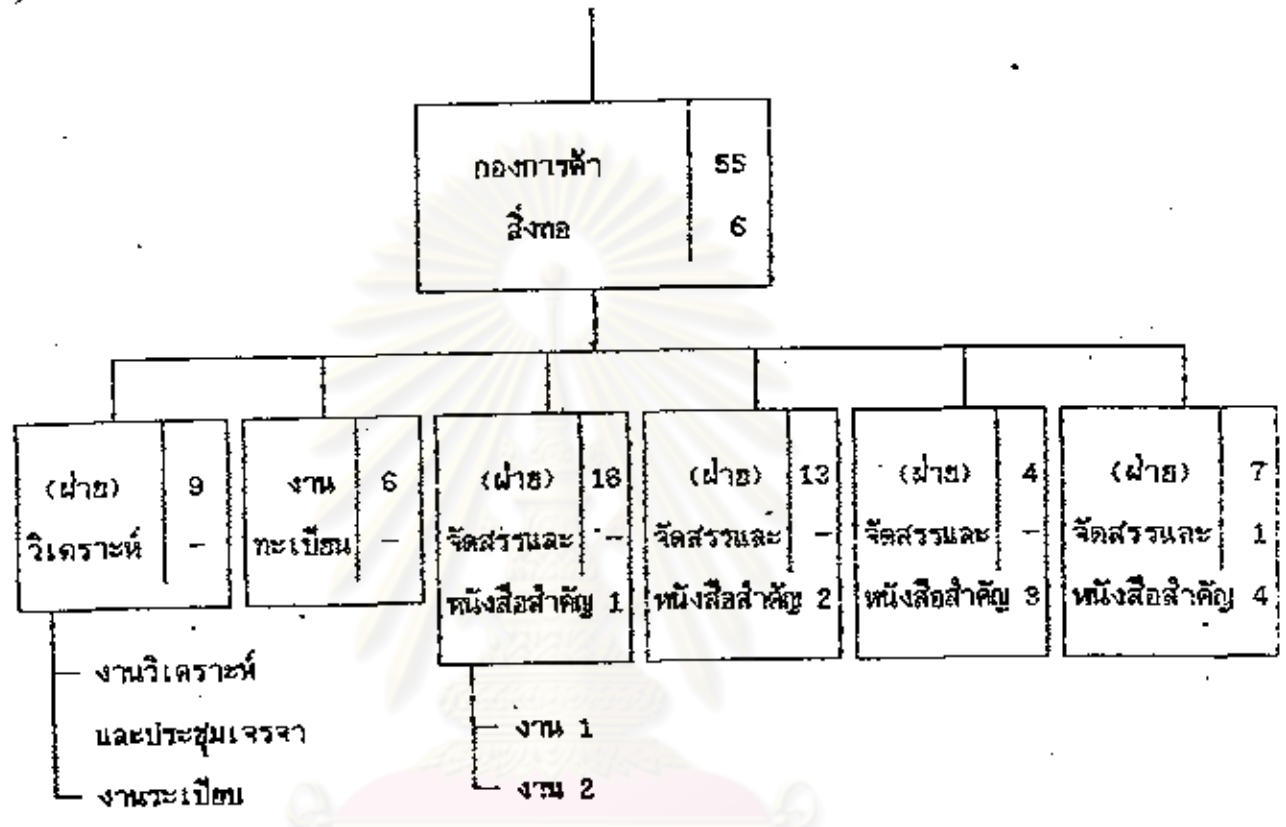 กองการค้า 55
สิ่งทอ 6
(ฝ่าย) 9
วิเคราะห์ -
งาน 6
ทะเบียน -
(ฝ่าย) 16
จัดสรรและ -
หนังสือสำคัญ 1
(ฝ่าย) 13
จัดสรรและ -
หนังสือสำคัญ 2
(ฝ่าย) 4
จัดสรรและ -
หนังสือสำคัญ 3
(ฝ่าย) 7
จัดสรรและ 1
หนังสือสำคัญ 4
งานวิเคราะห์
และประชุมเจรจา
งานระเบียบ
งาน 1
งาน 2